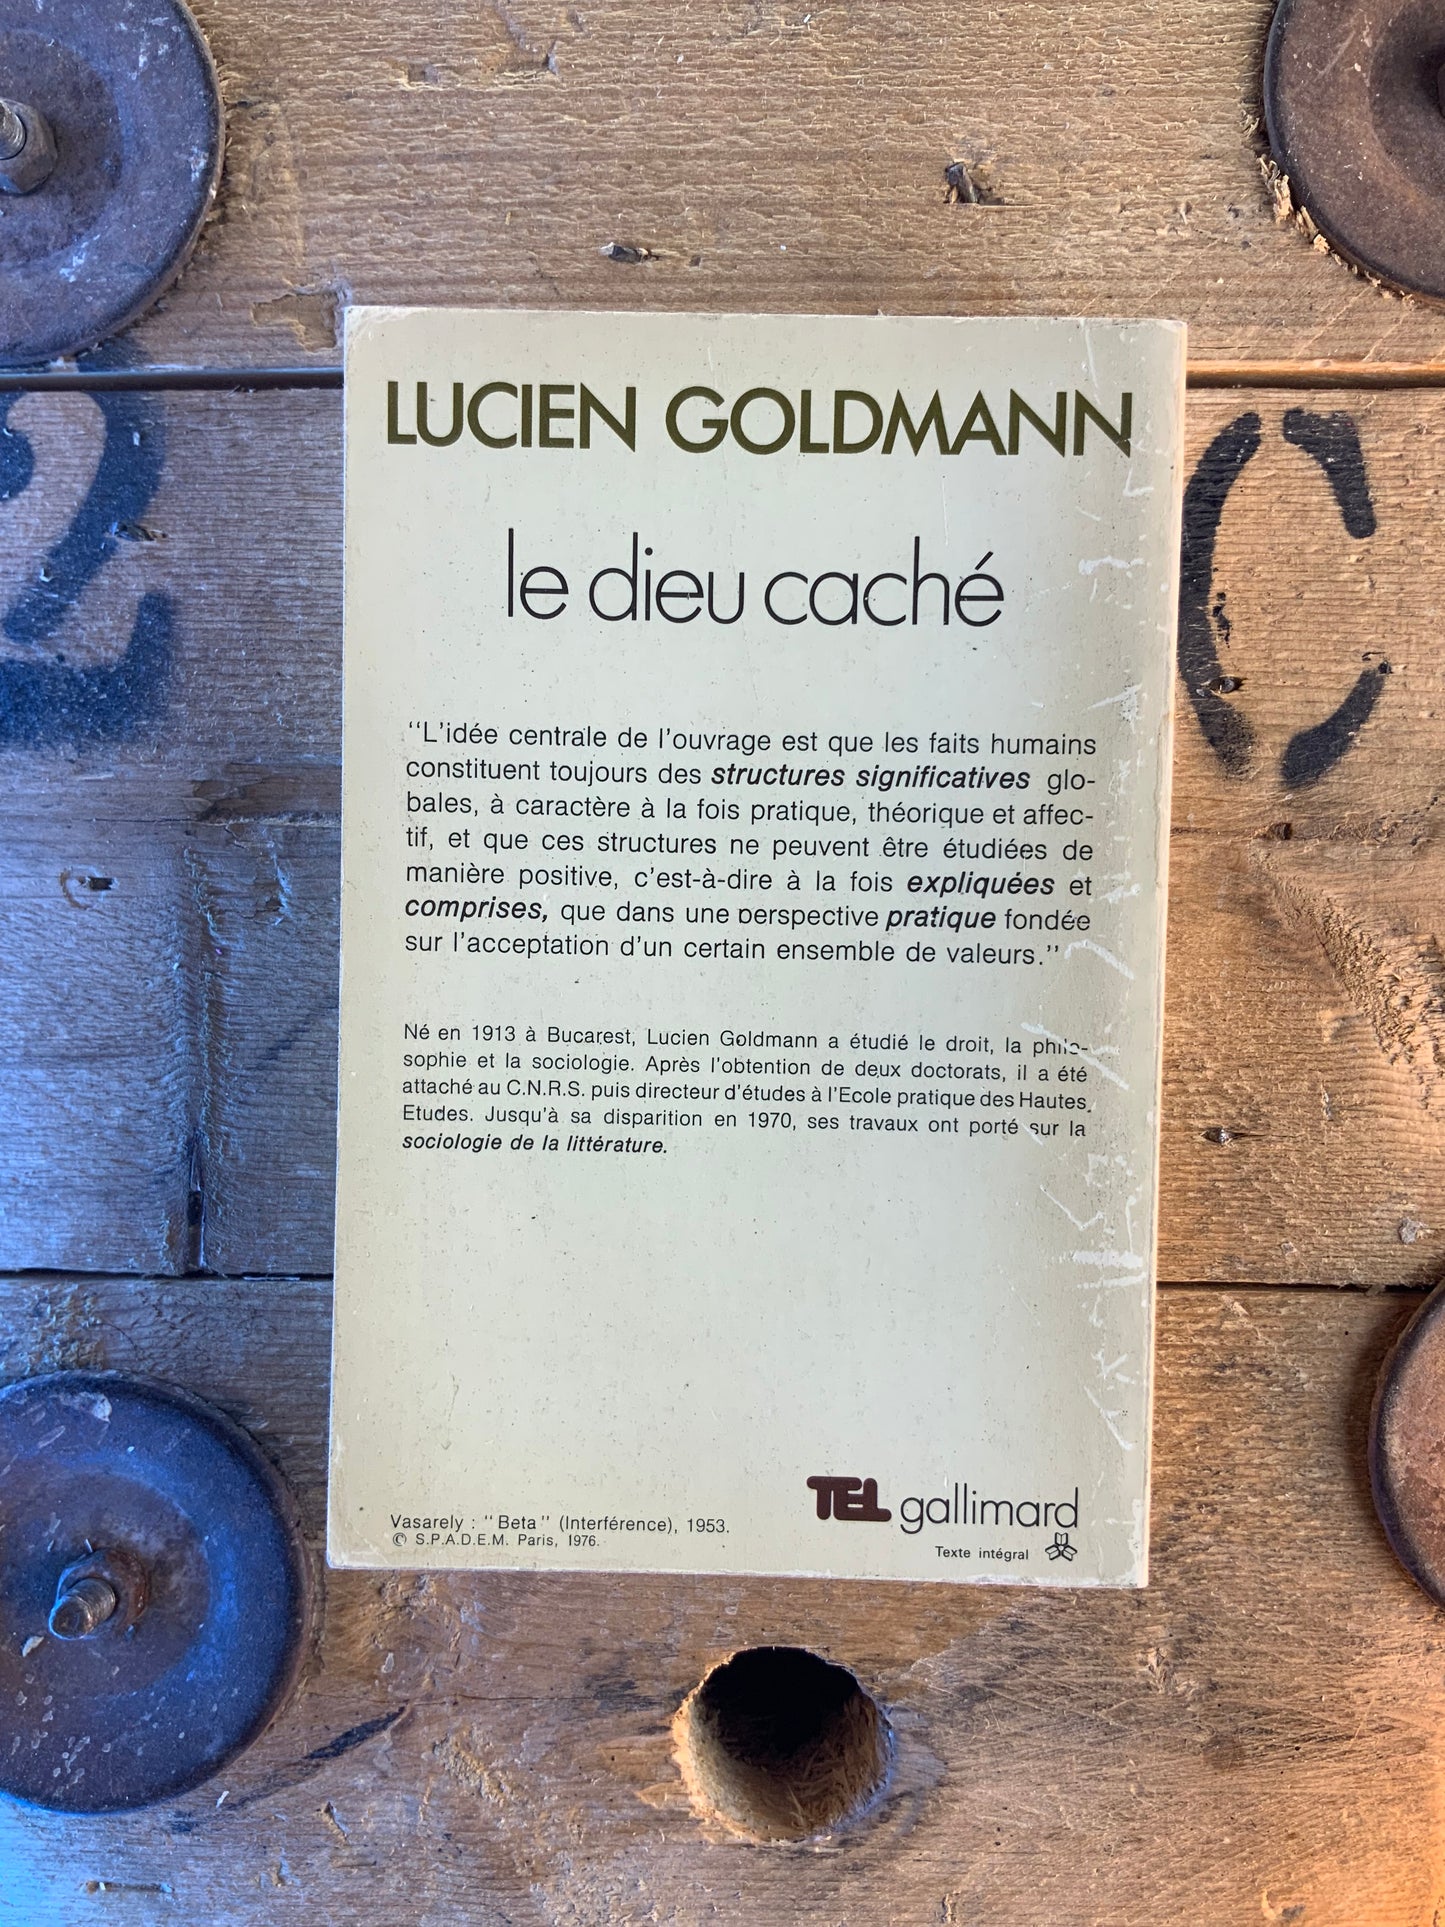 2
C
LUCIEN GOLDMANN
le dieu caché
“L’idée centrale de l’ouvrage est que les faits humains
constituent toujours des structures significatives glo-
bales, à caractère à la fois pratique, théorique et affec-
tif, et que ces structures ne peuvent être étudiées de
manière positive, c’est-à-dire à la fois expliquées et
comprises, que dans une perspective pratique fondée
sur l’acceptation d’un certain ensemble de valeurs.”
Né en 1913 à Bucarest, Lucien Goldmann a étudié le droit, la philo-
sophie et la sociologie. Après l’obtention de deux doctorats, il a été
attaché au C.N.R.S. puis directeur d’études à l’Ecole pratique des Hautes
Etudes. Jusqu’à sa disparition en 1970, ses travaux ont porté sur la
sociologie de la littérature.
Vasarely : “Beta” (Interférence), 1953.
© S.P.A.D.E.M. Paris, 1976.
TEL gallimard
Texte intégral